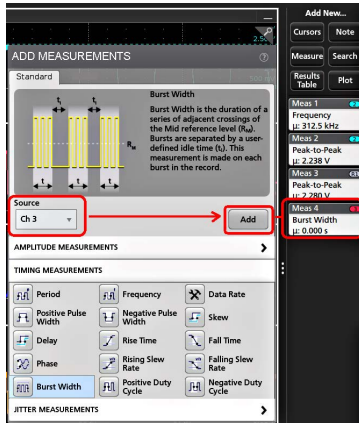 Add New...
2.50
Cursors
Note
ADD MEASUREMENTS
?
Measure
Search
Standard
Results Table
Plot
Burst Width
Burst Width is the duration of a
series of adjacent crossings of
the Mid reference level (RM).
Bursts are separated by a user-
defined idle time (tI). This
measurement is made on each
burst in the record.
tI
tI
RM
t
t
t
Meas 1
Frequency
µ: 312.5 kHz
Meas 2
Peak-to-Peak
µ: 2.238 V
Meas 3
Peak-to-Peak
µ: 2.280 V
Meas 4
Burst Width
µ: 0.000 s
Source
Ch 3
Add
AMPLITUDE MEASUREMENTS
TIMING MEASUREMENTS
Period
Frequency
Data Rate
Positive Pulse Width
Negative Pulse Width
Skew
Delay
Rise Time
Fall Time
Phase
Rising Slew Rate
Falling Slew Rate
Burst Width
Positive Duty Cycle
Negative Duty Cycle
JITTER MEASUREMENTS